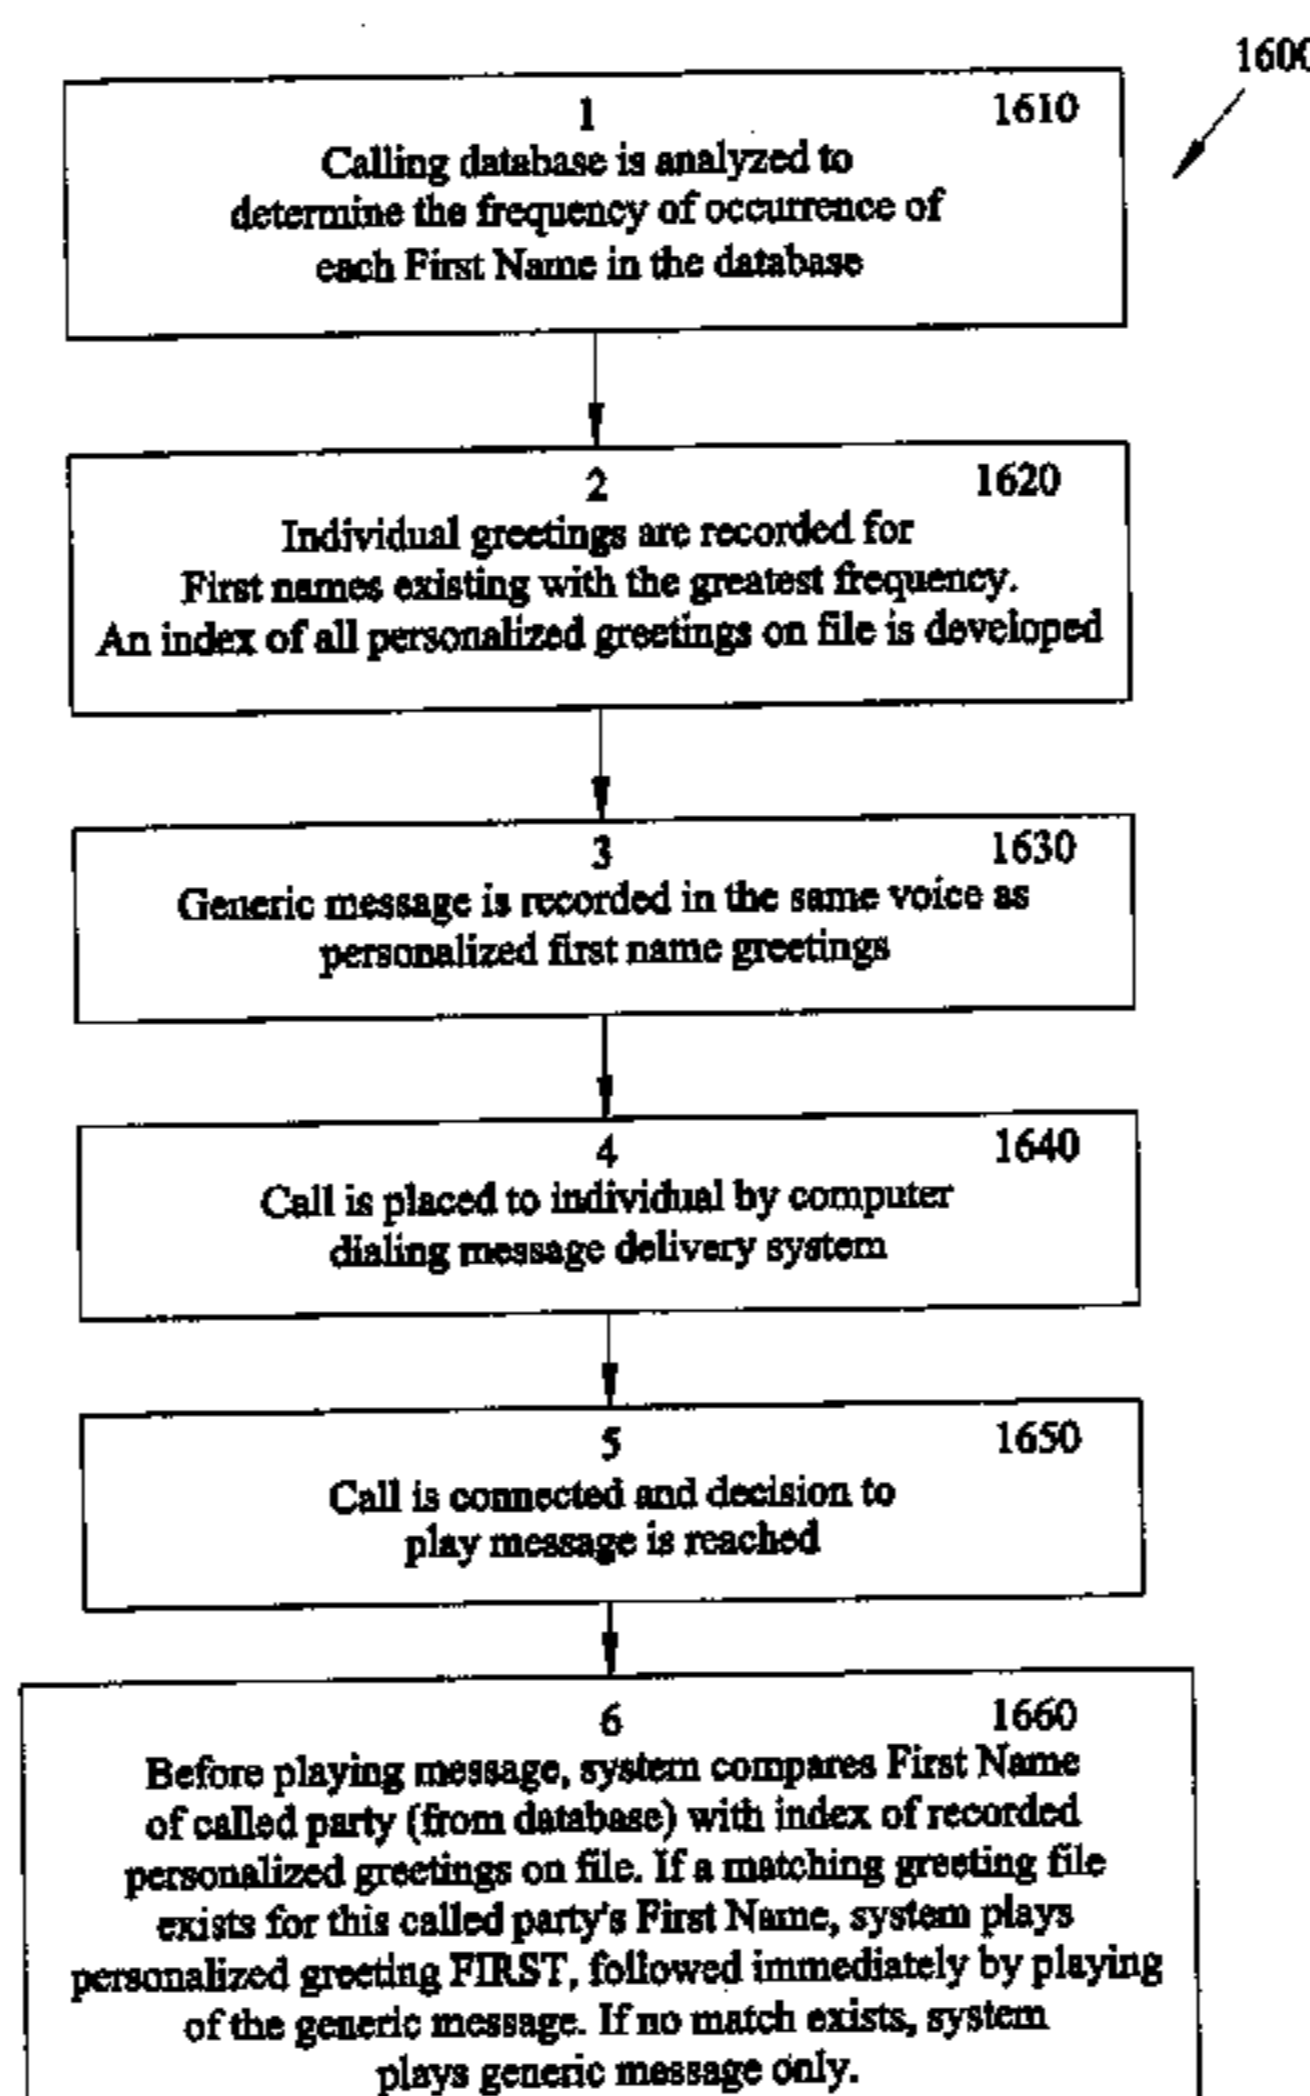 1600
1
1610
Calling database is analyzed to
determine the frequency of occurrence of
each First Name in the database
2
1620
Individual greetings are recorded for
First names existing with the greatest frequency.
An index of all personalized greetings on file is developed
3
1630
Generic message is recorded in the same voice as
personalized first name greetings
4
1640
Call is placed to individual by computer
dialing message delivery system
5
1650
Call is connected and decision to
play message is reached
6
1660
Before playing message, system compares First Name
of called party (from database) with index of recorded
personalized greetings on file. If a matching greeting file
exists for this called party's First Name, system plays
personalized greeting FIRST, followed immediately by playing
of the generic message. If no match exists, system
plays generic message only.